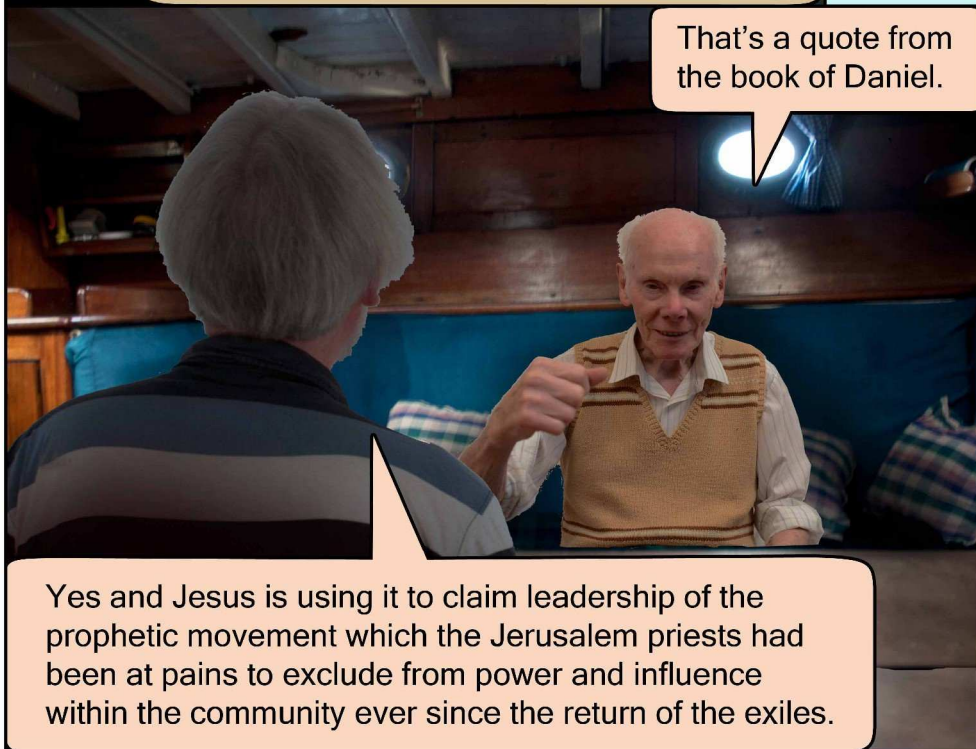 That’s a quote from
the book of Daniel.
Yes and Jesus is using it to claim leadership of the
prophetic movement which the Jerusalem priests had
been at pains to exclude from power and influence
within the community ever since the return of the exiles.